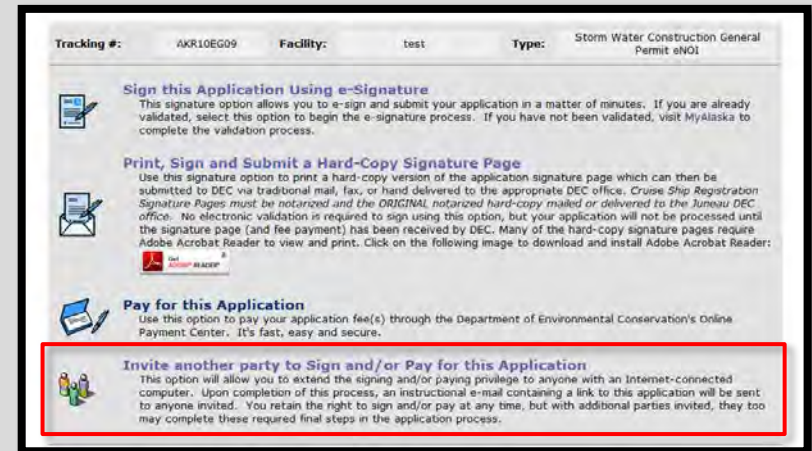 Tracking #: AKR10EG09 Facility: test Type: Storm Water Construction General
Permit eNOI
Sign this Application Using e-Signature
This signature option allows you to e-sign and submit your application in a matter of minutes. If you are already
validated, select this option to begin the e-signature process. If you have not been validated, visit MyAlaska to
complete the validation process.
Print, Sign and Submit a Hard-Copy Signature Page
Use this signature option to print a hard-copy version of the application signature page which can then be
submitted to DEC via traditional mail, fax, or hand delivered to the appropriate DEC office. Cruise Ship Registration
Signature Pages must be notarized and the ORIGINAL notarized hard-copy mailed or delivered to the Juneau DEC
office. No electronic validation is required to sign using this option, but your application will not be processed until
the signature page (and fee payment) has been received by DEC. Many of the hard-copy signature pages require
Adobe Acrobat Reader to view and print. Click on the following image to download and install Adobe Acrobat Reader:
Get
ADOBE® READER®
Pay for this Application
Use this option to pay your application fee(s) through the Department of Environmental Conservation's Online
Payment Center. It's fast, easy and secure.
Invite another party to Sign and/or Pay for this Application
This option will allow you to extend the signing and/or paying privilege to anyone with an Internet-connected
computer. Upon completion of this process, an instructional e-mail containing a link to this application will be sent
to anyone invited. You retain the right to sign and/or pay at any time, but with additional parties invited, they too
may complete these required final steps in the application process.